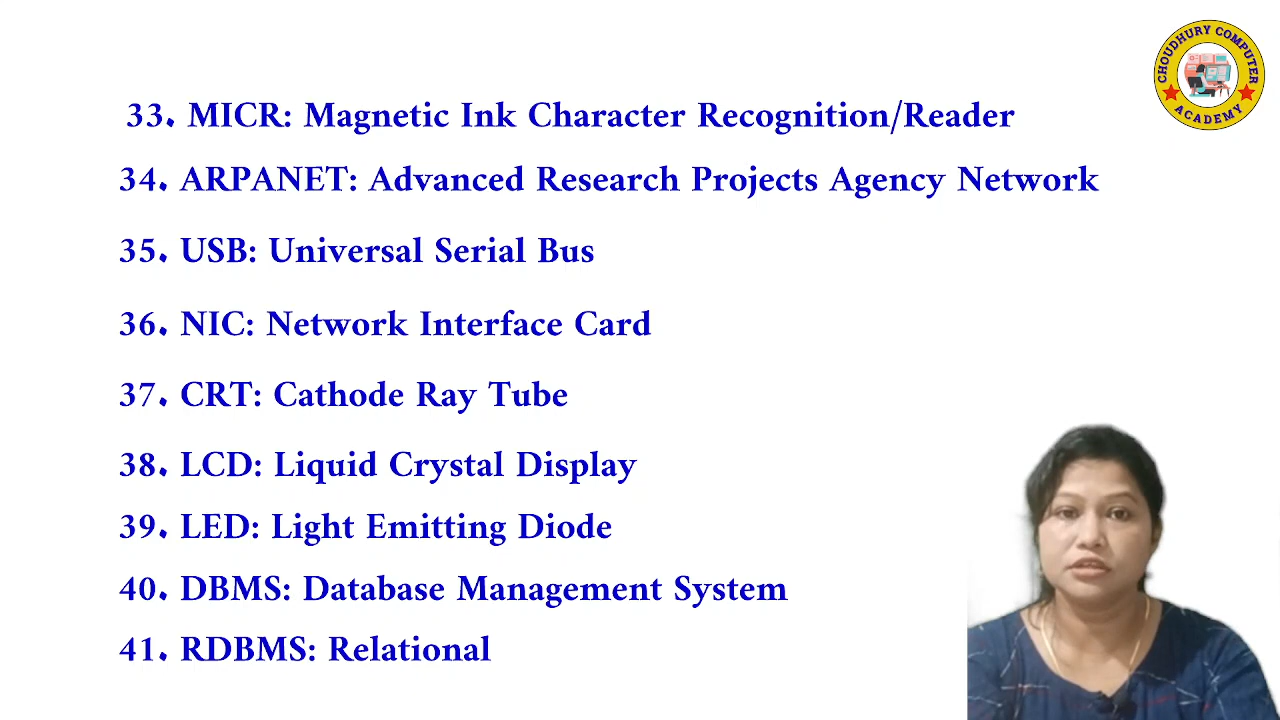 CHOUDHURY COMPUTER
ACADEMY
33. MICR: Magnetic Ink Character Recognition/Reader
34. ARPANET: Advanced Research Projects Agency Network
35. USB: Universal Serial Bus
36. NIC: Network Interface Card
37. CRT: Cathode Ray Tube
38. LCD: Liquid Crystal Display
39. LED: Light Emitting Diode
40. DBMS: Database Management System
41. RDBMS: Relational